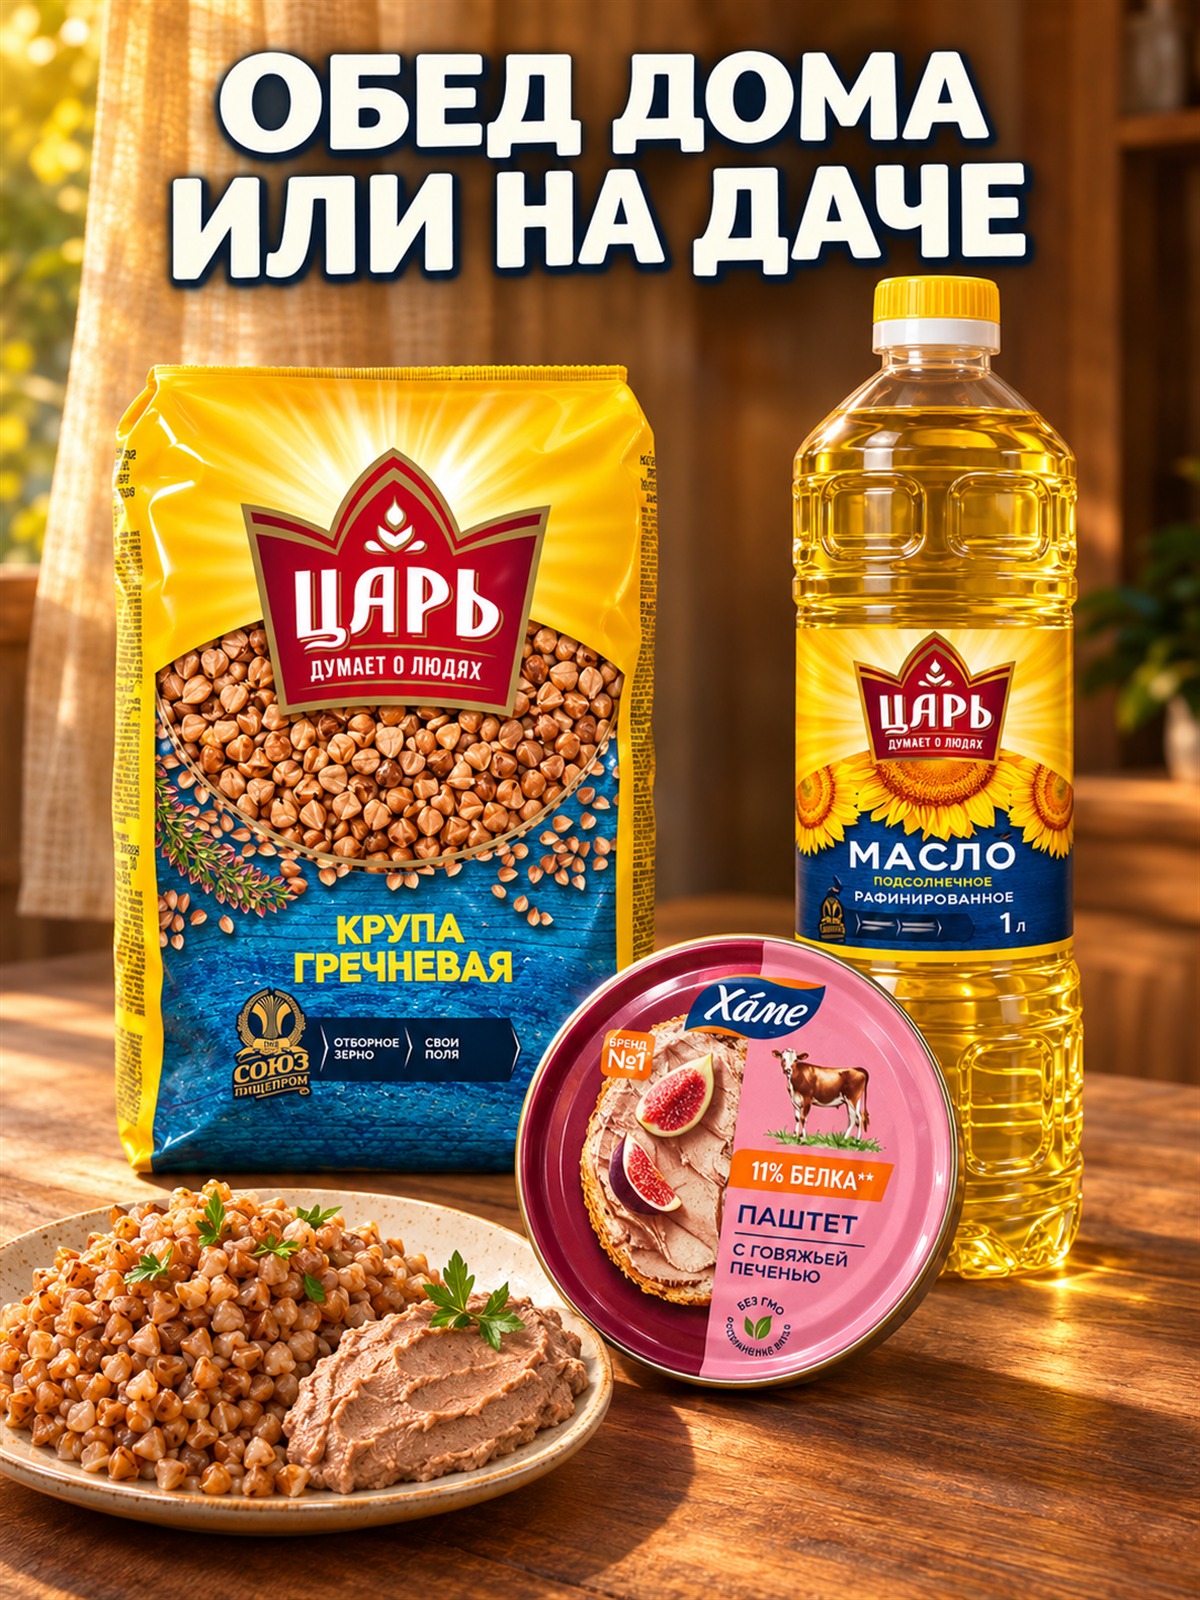 ОБЕД ДОМА
ИЛИ НА ДАЧЕ
ЦАРЬ
ДУМАЕТ О ЛЮДЯХ
КРУПА
ГРЕЧНЕВАЯ
СОЮЗ
ПИЩЕПРОМ
ОТБОРНОЕ
ЗЕРНО
СВОИ
ПОЛЯ
ЦАРЬ
ДУМАЕТ О ЛЮДЯХ
МАСЛО
ПОДСОЛНЕЧНОЕ
РАФИНИРОВАННОЕ
1 л
Хáме
БРЕНД
№1*
11% БЕЛКА**
ПАШТЕТ
С ГОВЯЖЬЕЙ
ПЕЧЕНЬЮ
БЕЗ ГМО